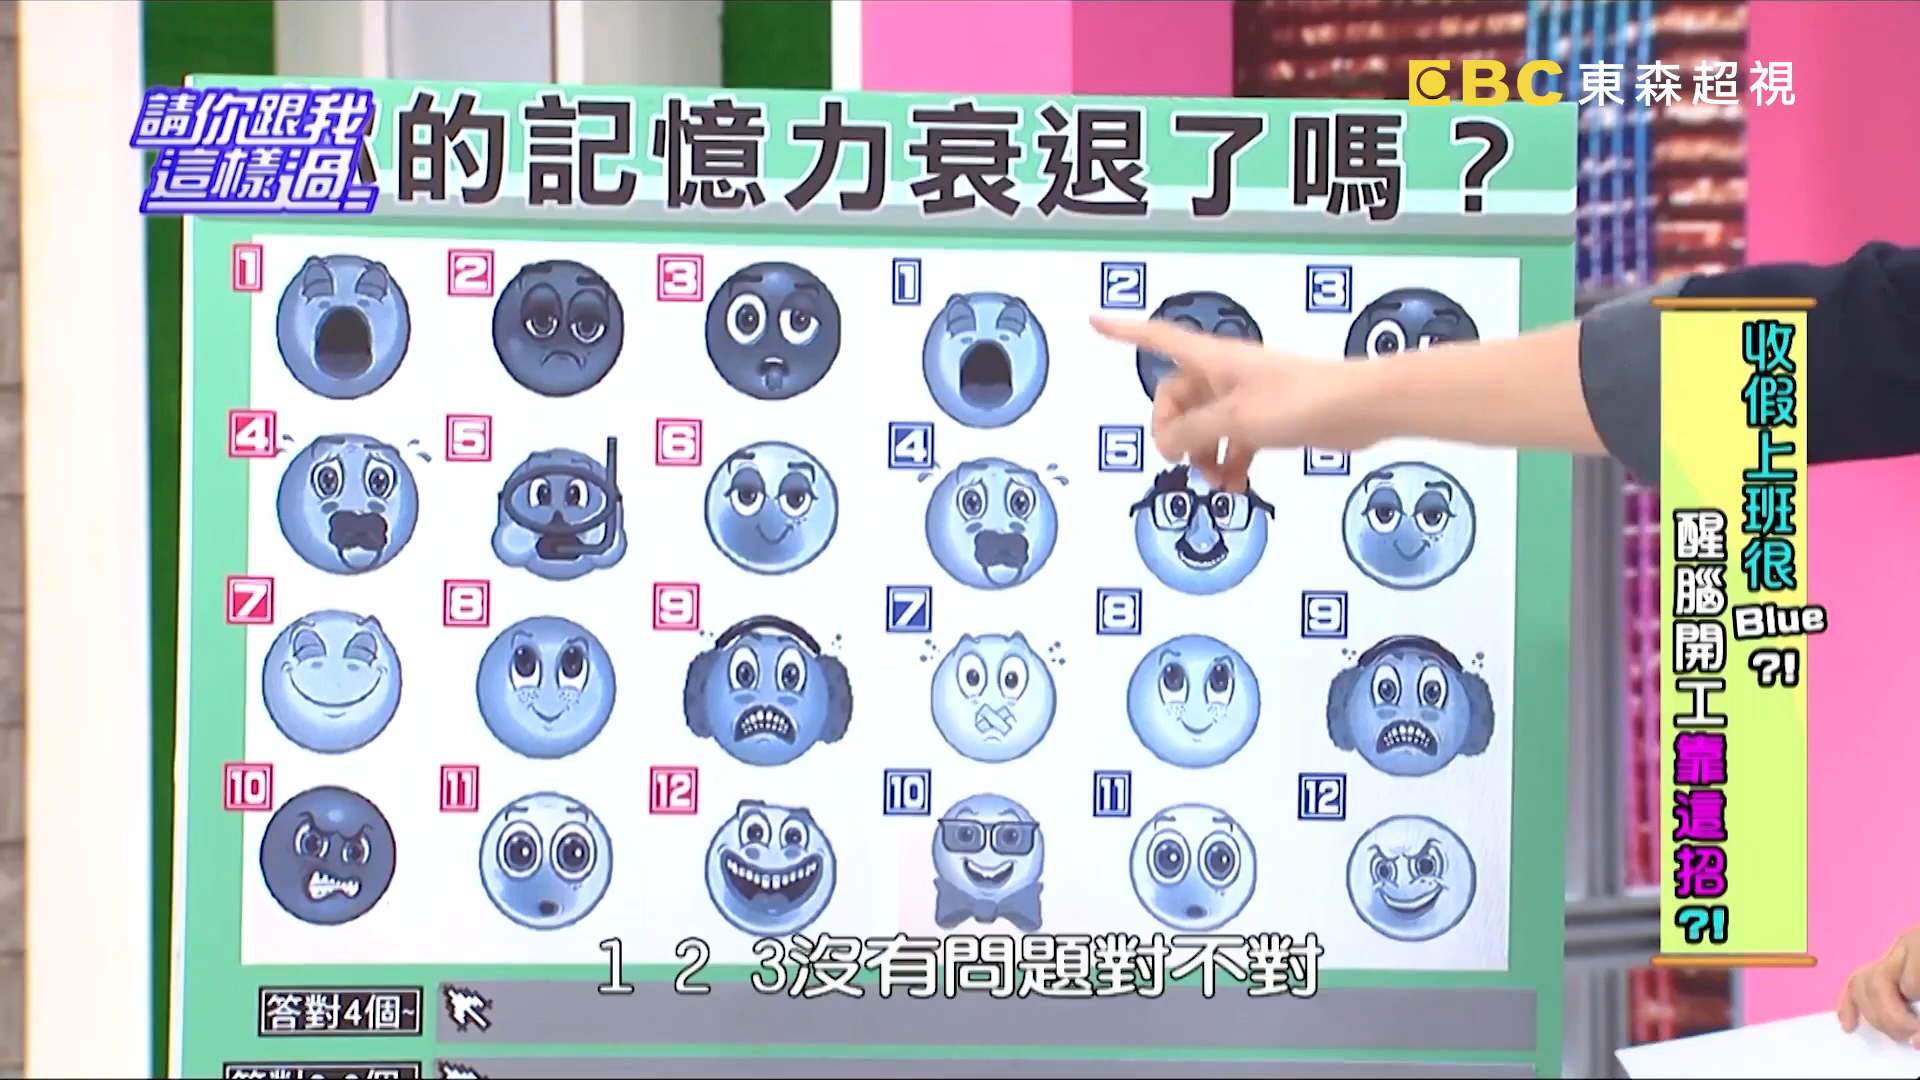 EBC 東森超視
請你跟我
這樣過
的記憶力衰退了嗎？
1 2 3 1 2 3
4 5 6 4 5 6
7 8 9 7 8 9
10 11 12 10 11 12
收假上班很Blue?!
醒腦開工靠這招?!
1 2 3沒有問題對不對
答對4個~